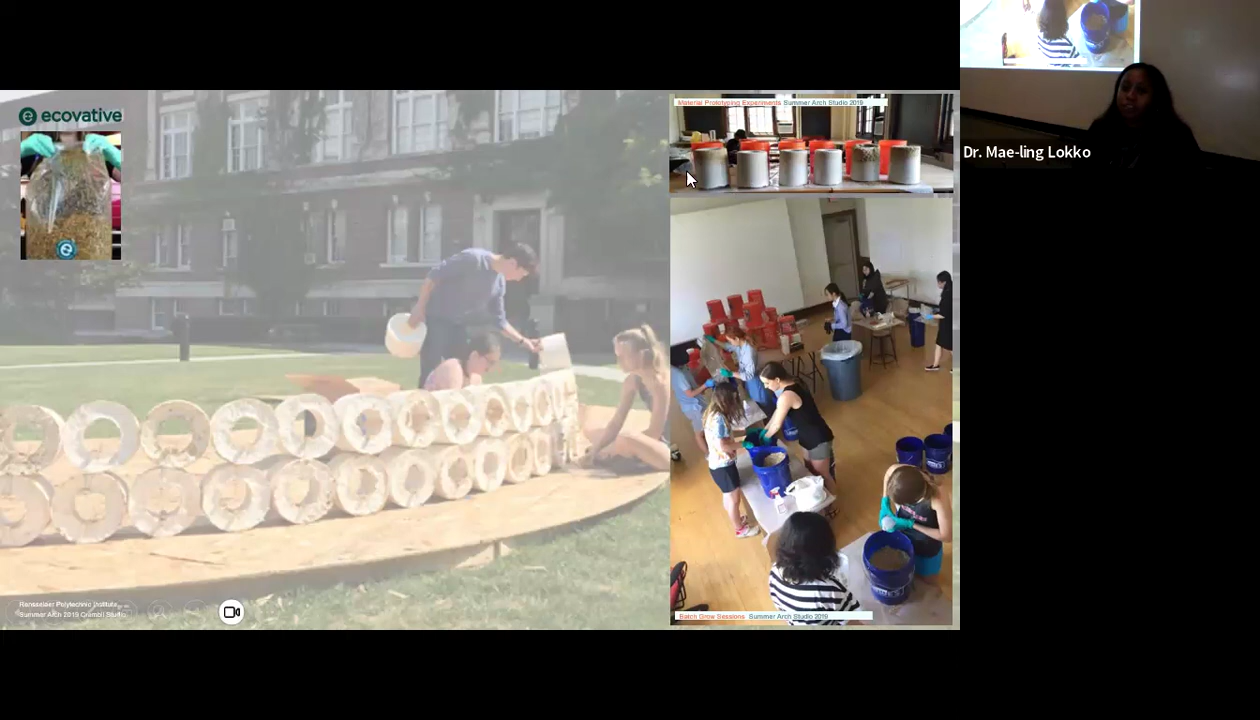 ecovative
Material Prototyping Experiments Summer Arch Studio 2019
Dr. Mae-ling Lokko
Rensselaer Polytechnic Institute
Summer Arch 2019
Batch Grow Sessions Summer Arch Studio 2019